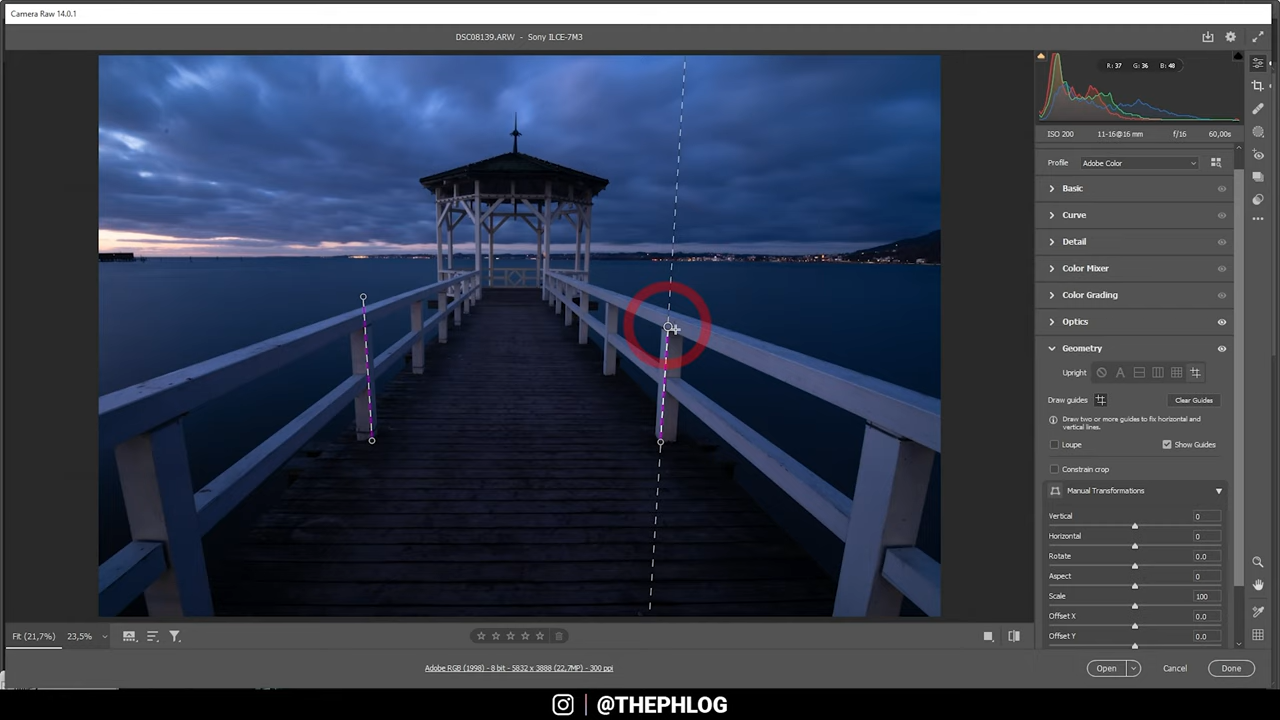 Camera Raw 14.0.1
DSC08139.ARW - Sony ILCE-7M3
R: 37 G: 36 B: 48
ISO 200 11-16@16 mm f/16 60,00s
Profile Adobe Color
Basic
Curve
Detail
Color Mixer
Color Grading
Optics
Geometry
Upright A
Draw guides Clear Guides
Draw two or more guides to fix horizontal and
vertical lines.
Loupe Show Guides
Constrain crop
Manual Transformations
Vertical 0
Horizontal 0
Rotate 0.0
Aspect 0
Scale 100
Offset X 0.0
Offset Y 0.0
Fit (21,7%) 23,5%
Adobe RGB (1998) - 8 bit - 5832 x 3888 (22,7MP) - 300 ppi
Open Cancel Done
@THEPHLOG